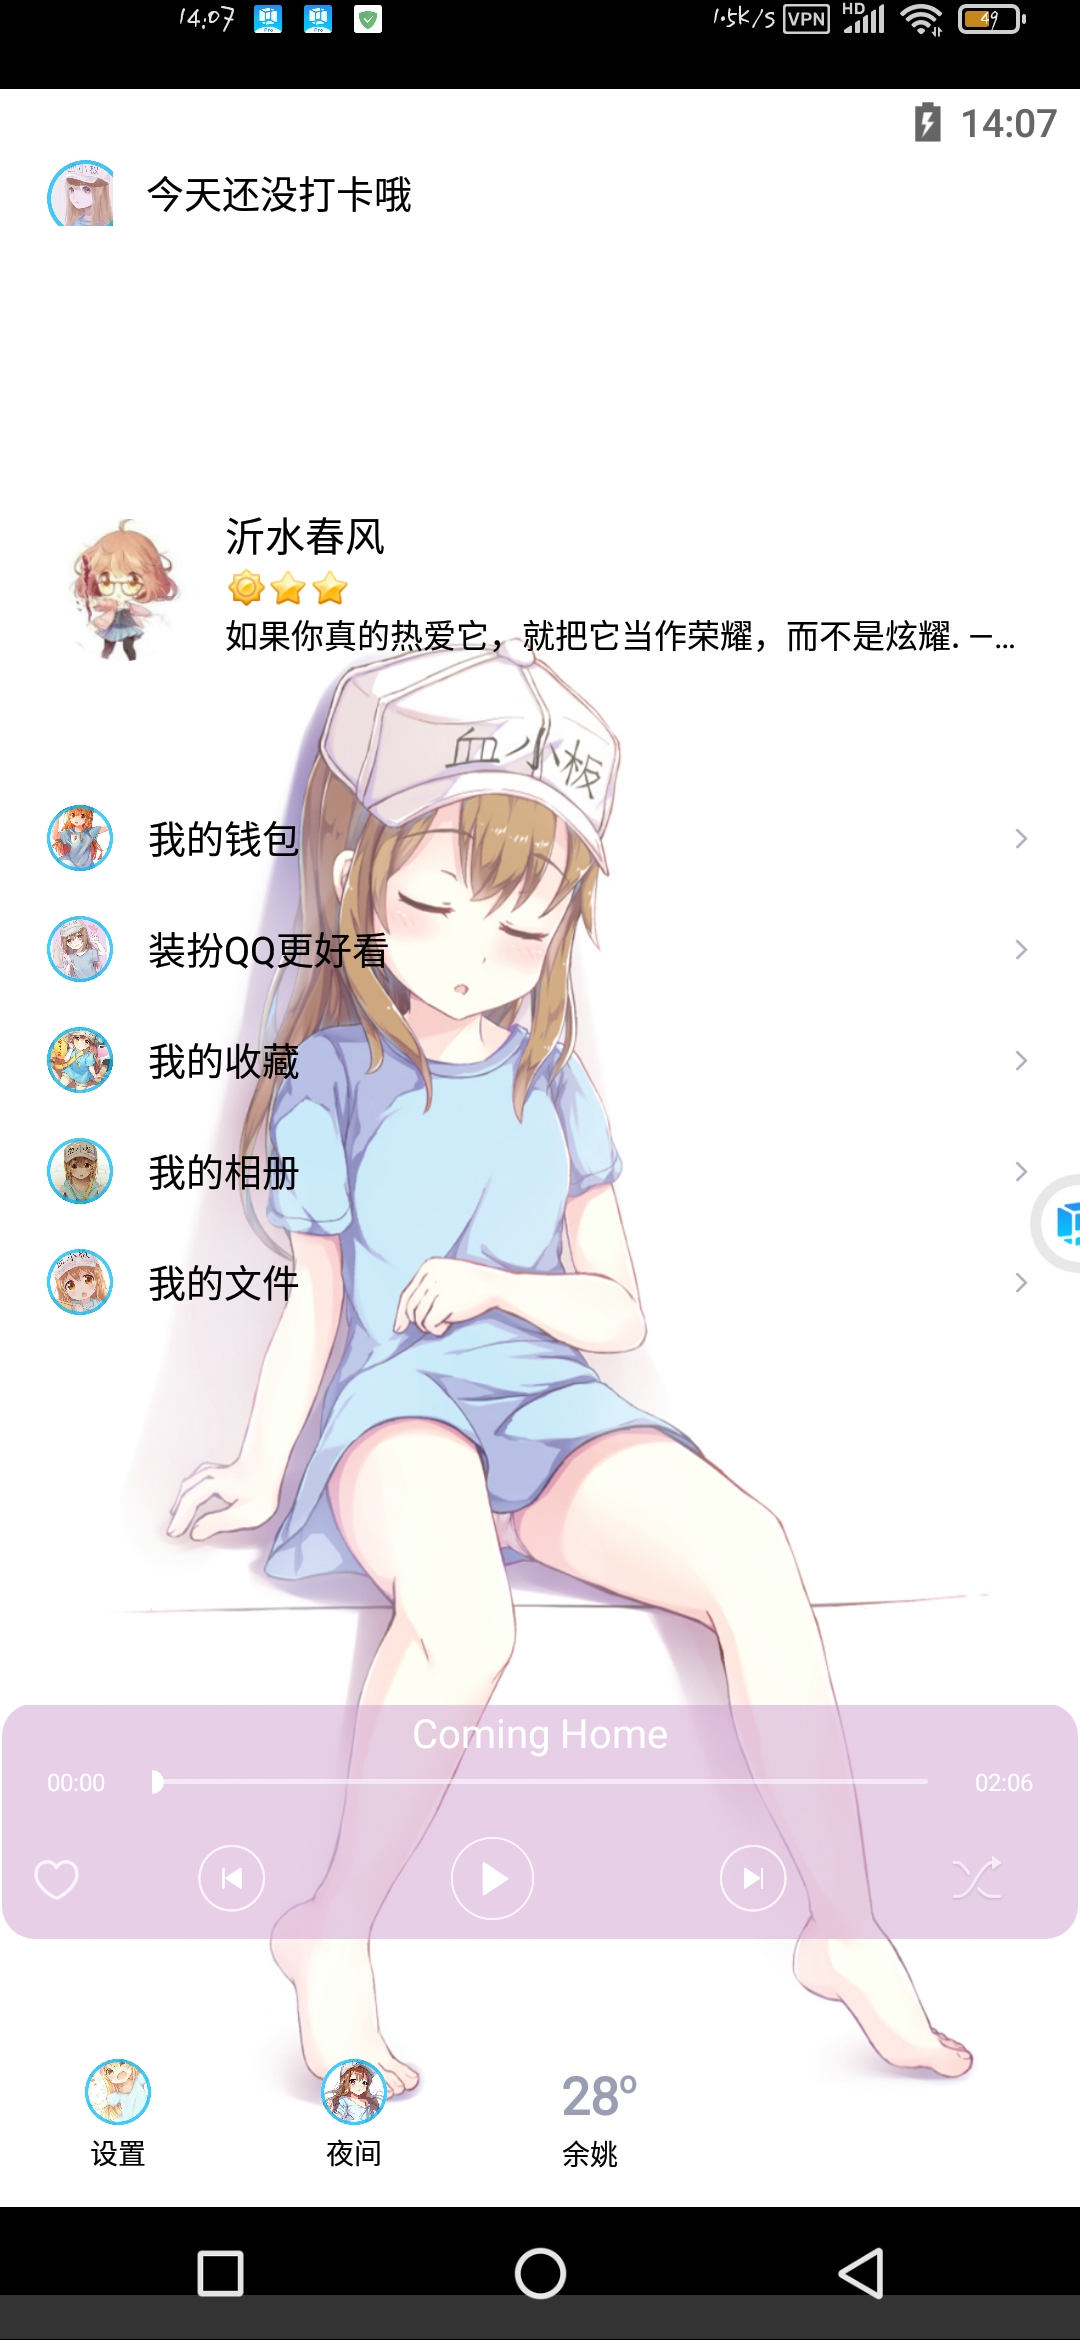 14:07
1.5K/S VPN HD 49
14:07
今天还没打卡哦
沂水春风
如果你真的热爱它，就把它当作荣耀，而不是炫耀. –...
血小板
我的钱包
装扮QQ更好看
我的收藏
我的相册
我的文件
Coming Home
00:00 02:06
28°
设置 夜间 余姚